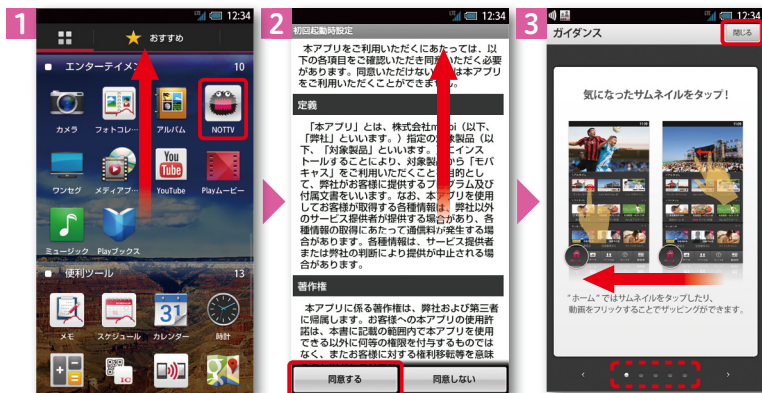 1
12:34
おすすめ
エンターテイメン
10
カメラ
フォトコレ…
アルバム
NOTTV
You
Tube
ワンセグ
メディアプ…
YouTube
Playムービー
ミュージック
Playブックス
便利ツール
13
31
メモ
スケジュール
カレンダー
時計
iC
2
12:34
初回起動時設定
本アプリをご利用いただくにあたっては、以
下の各項目をご確認いただき同意いただく必要
があります。同意いただけない
は本アプリ
をご利用いただくことができません。
定義
「本アプリ」とは、株式会社m
bi（以下、
「弊社」といいます。）指定の対象製品（以
下、「対象製品」といいます。
にインス
トールすることにより、対象製品
ら「モバ
キャス」をご利用いただくこと
目的とし
て、弊社がお客様に提供するプログラム及び
付属文書をいいます。なお、本アプリを使用
してお客様が取得する各種情報は、弊社以外
のサービス提供者が提供する場合があり、各
種情報の取得にあたって通信料が発生する場
合があります。各種情報は、サービス提供者
または弊社の判断により提供が中止される場
合があります。
著作権
本アプリに係る著作権は、弊社および第三者
に帰属します。お客様への本アプリの使用許
諾は、本書に記載の範囲内で本アプリを使用
できる以外に何等の権限を付与するものでは
なく、またお客様に対する権利移転等を意味
同意する
同意しない
3
12:34
ガイダンス
閉じる
気になったサムネイルをタップ！
"ホーム"ではサムネイルをタップしたり、
動画をフリックすることでザッピングができます。